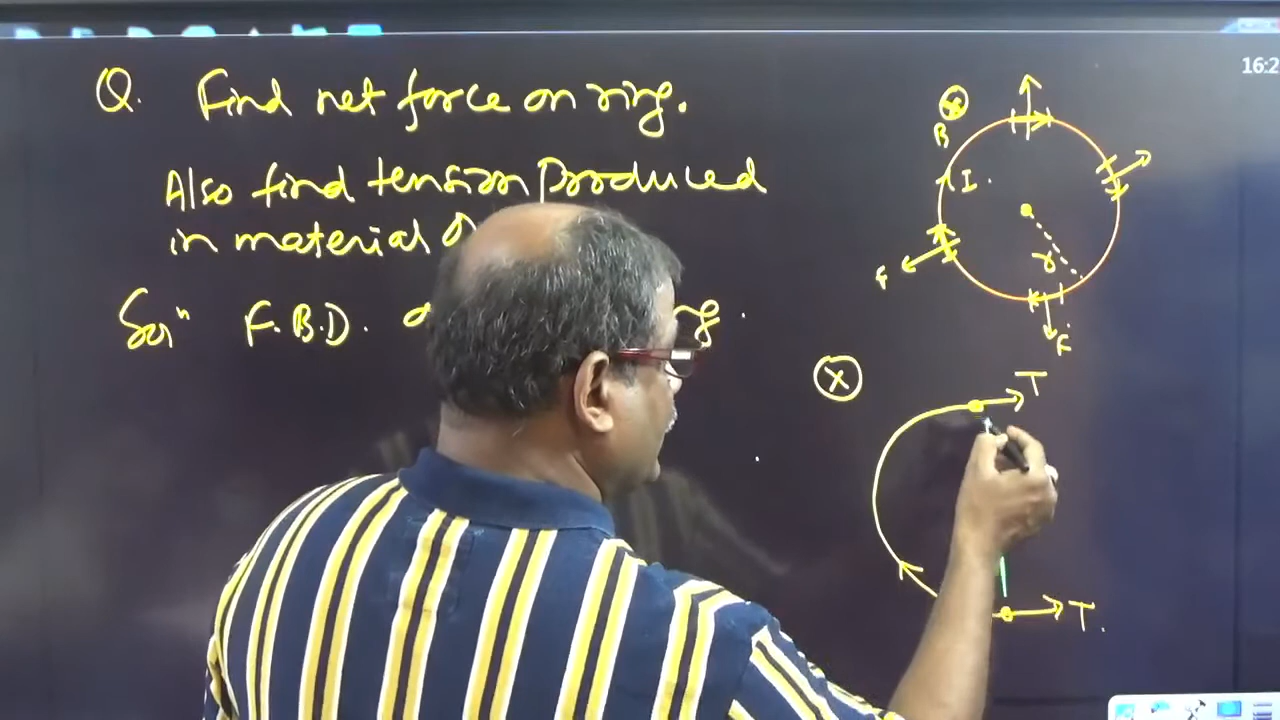 16:2
Q. Find net force on ring.
Also find tension produced
in material
Solⁿ F.B.D.
B
I.
r
F
F
T
T.